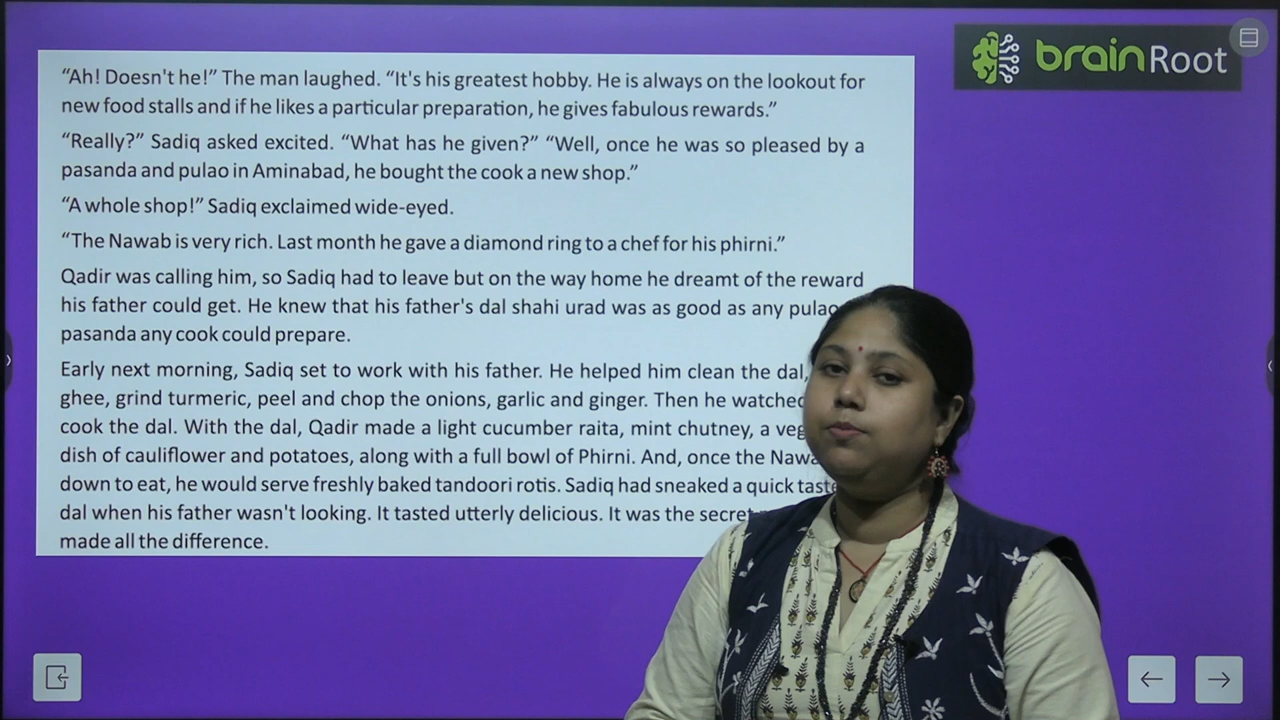 “Ah! Doesn't he!” The man laughed. “It's his greatest hobby. He is always on the lookout for
new food stalls and if he likes a particular preparation, he gives fabulous rewards.”
“Really?” Sadiq asked excited. “What has he given?” “Well, once he was so pleased by a
pasanda and pulao in Aminabad, he bought the cook a new shop.”
“A whole shop!” Sadiq exclaimed wide-eyed.
“The Nawab is very rich. Last month he gave a diamond ring to a chef for his phirni.”
Qadir was calling him, so Sadiq had to leave but on the way home he dreamt of the reward
his father could get. He knew that his father's dal shahi urad was as good as any pulao
pasanda any cook could prepare.
Early next morning, Sadiq set to work with his father. He helped him clean the dal,
ghee, grind turmeric, peel and chop the onions, garlic and ginger. Then he watched
cook the dal. With the dal, Qadir made a light cucumber raita, mint chutney, a
dish of cauliflower and potatoes, along with a full bowl of Phirni. And, once the
down to eat, he would serve freshly baked tandoori rotis. Sadiq had sneaked a quick taste
dal when his father wasn't looking. It tasted utterly delicious. It was the secret
made all the difference.
brainRoot